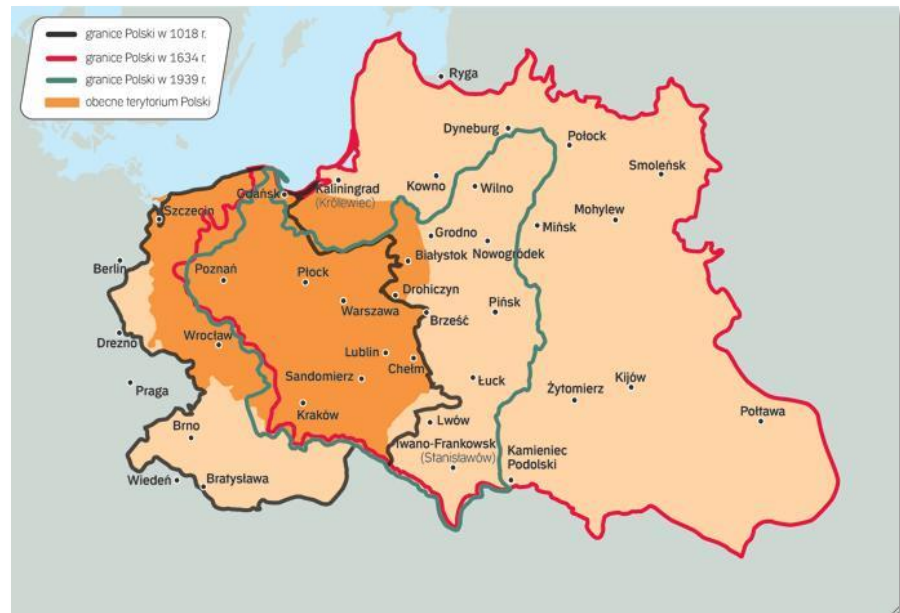 granice Polski w 1018 r.
granice Polski w 1634 r.
granice Polski w 1939 r.
obecne terytorium Polski
Ryga
Dyneburg
Połock
Smoleńsk
Kaliningrad
(Królewiec)
Kowno
Wilno
Gdańsk
Szczecin
Mohylew
Mińsk
Grodno
Nowogródek
Białystok
Berlin
Poznań
Płock
Drohiczyn
Warszawa
Pińsk
Brześć
Drezno
Wrocław
Lublin
Chełm
Sandomierz
Łuck
Praga
Żytomierz
Kijów
Kraków
Połtawa
Lwów
Brno
Iwano-Frankowsk
(Stanisławów)
Kamieniec
Podolski
Wiedeń
Bratysława